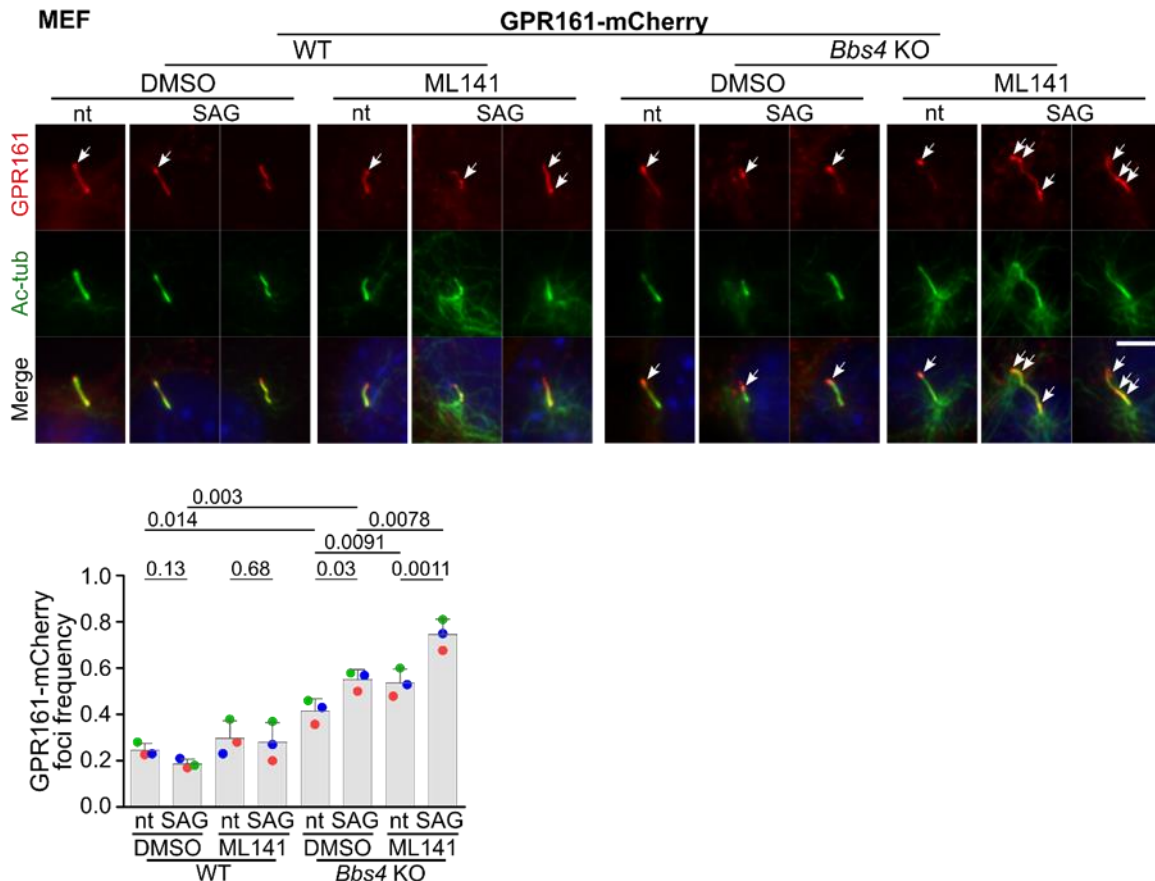 MEF
GPR161-mCherry
WT Bbs4 KO
DMSO ML141 DMSO ML141
nt SAG nt SAG nt SAG nt SAG
GPR161
Ac-tub
Merge
0.003
0.014 0.0078
0.0091
0.13 0.68 0.03 0.0011
GPR161-mCherry
foci frequency
1.0
0.8
0.6
0.4
0.2
0.0
nt SAG nt SAG nt SAG nt SAG
DMSO ML141 DMSO ML141
WT Bbs4 KO